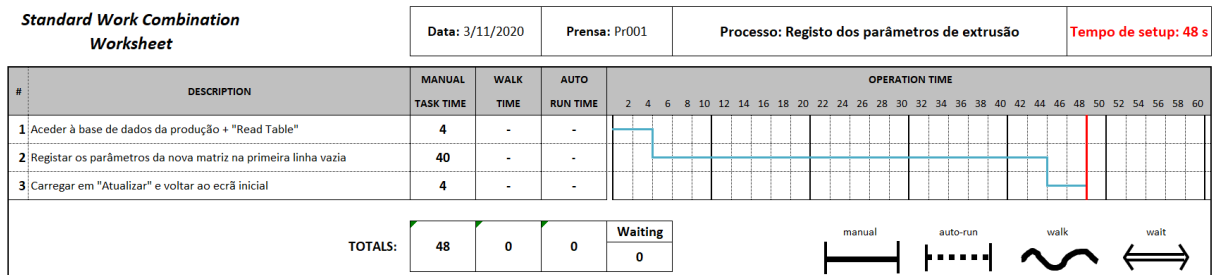 Standard Work Combination
Worksheet
Data: 3/11/2020
Prensa: Pr001
Processo: Registo dos parâmetros de extrusão
Tempo de setup: 48 s
# DESCRIPTION MANUAL TASK TIME WALK TIME AUTO RUN TIME OPERATION TIME
2 4 6 8 10 12 14 16 18 20 22 24 26 28 30 32 34 36 38 40 42 44 46 48 50 52 54 56 58 60
1 Aceder à base de dados da produção + "Read Table" 4 - -
2 Registar os parâmetros da nova matriz na primeira linha vazia 40 - -
3 Carregar em "Atualizar" e voltar ao ecrã inicial 4 - -
TOTALS: 48 0 0
Waiting
0
manual auto-run walk wait